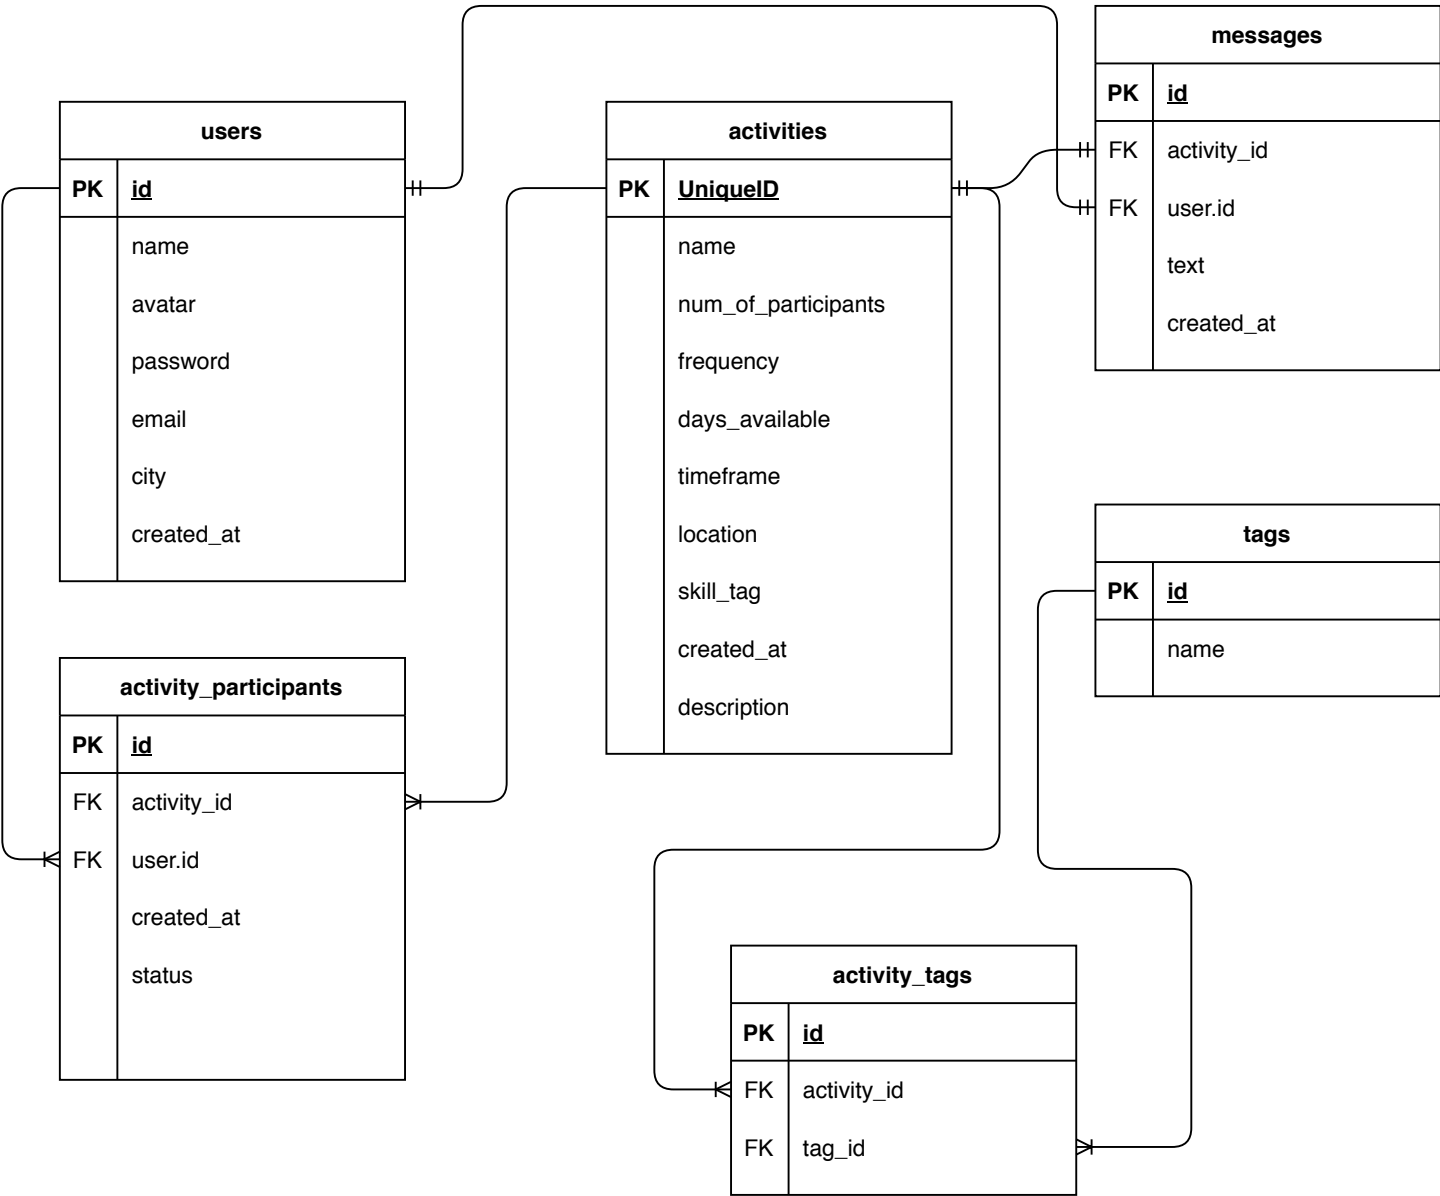 users
PK id
name
avatar
password
email
city
created_at
activities
PK UniqueID
name
num_of_participants
frequency
days_available
timeframe
location
skill_tag
created_at
description
messages
PK id
FK activity_id
FK user.id
text
created_at
tags
PK id
name
activity_participants
PK id
FK activity_id
FK user.id
created_at
status
activity_tags
PK id
FK activity_id
FK tag_id